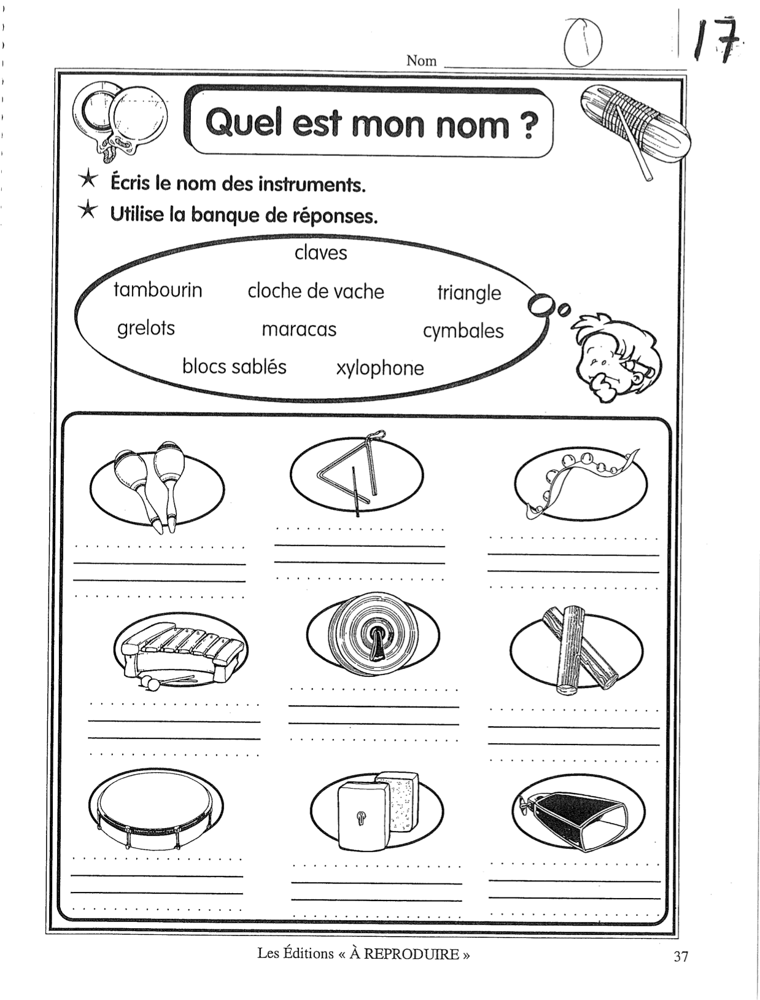 17
Nom
Quel est mon nom ?
Écris le nom des instruments.
Utilise la banque de réponses.
claves
tambourin cloche de vache triangle
grelots maracas cymbales
blocs sablés xylophone
Les Éditions « À REPRODUIRE »
37